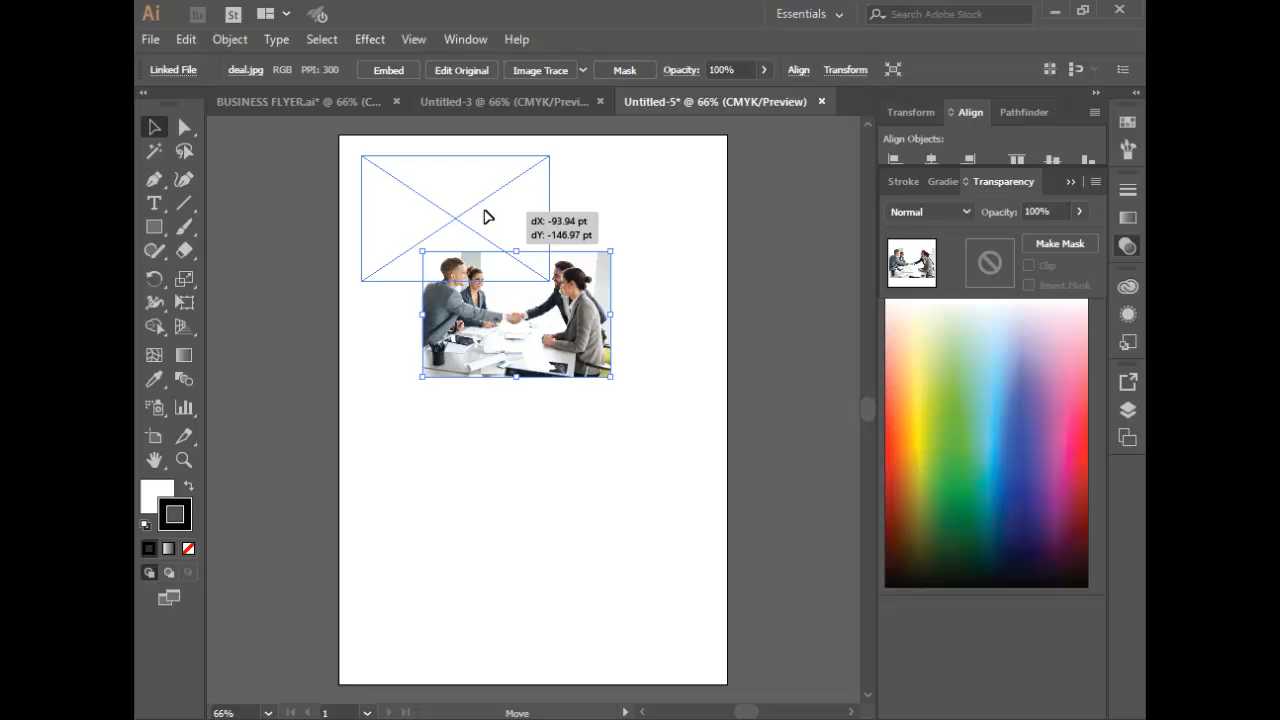 Ai Br St Essentials Search Adobe Stock
File Edit Object Type Select Effect View Window Help
Linked File deal.jpg RGB PPI: 300 Embed Edit Original Image Trace Mask Opacity: 100% Align Transform
BUSINESS FLYER.ai* @ 66% (C... Untitled-3 @ 66% (CMYK/Previ... Untitled-5* @ 66% (CMYK/Preview)
Transform Align Pathfinder
Align Objects:
Stroke Gradie Transparency
Normal Opacity: 100%
Make Mask
Clip
Invert Mask
dX: -93.94 pt
dY: -146.97 pt
66% 1 Move